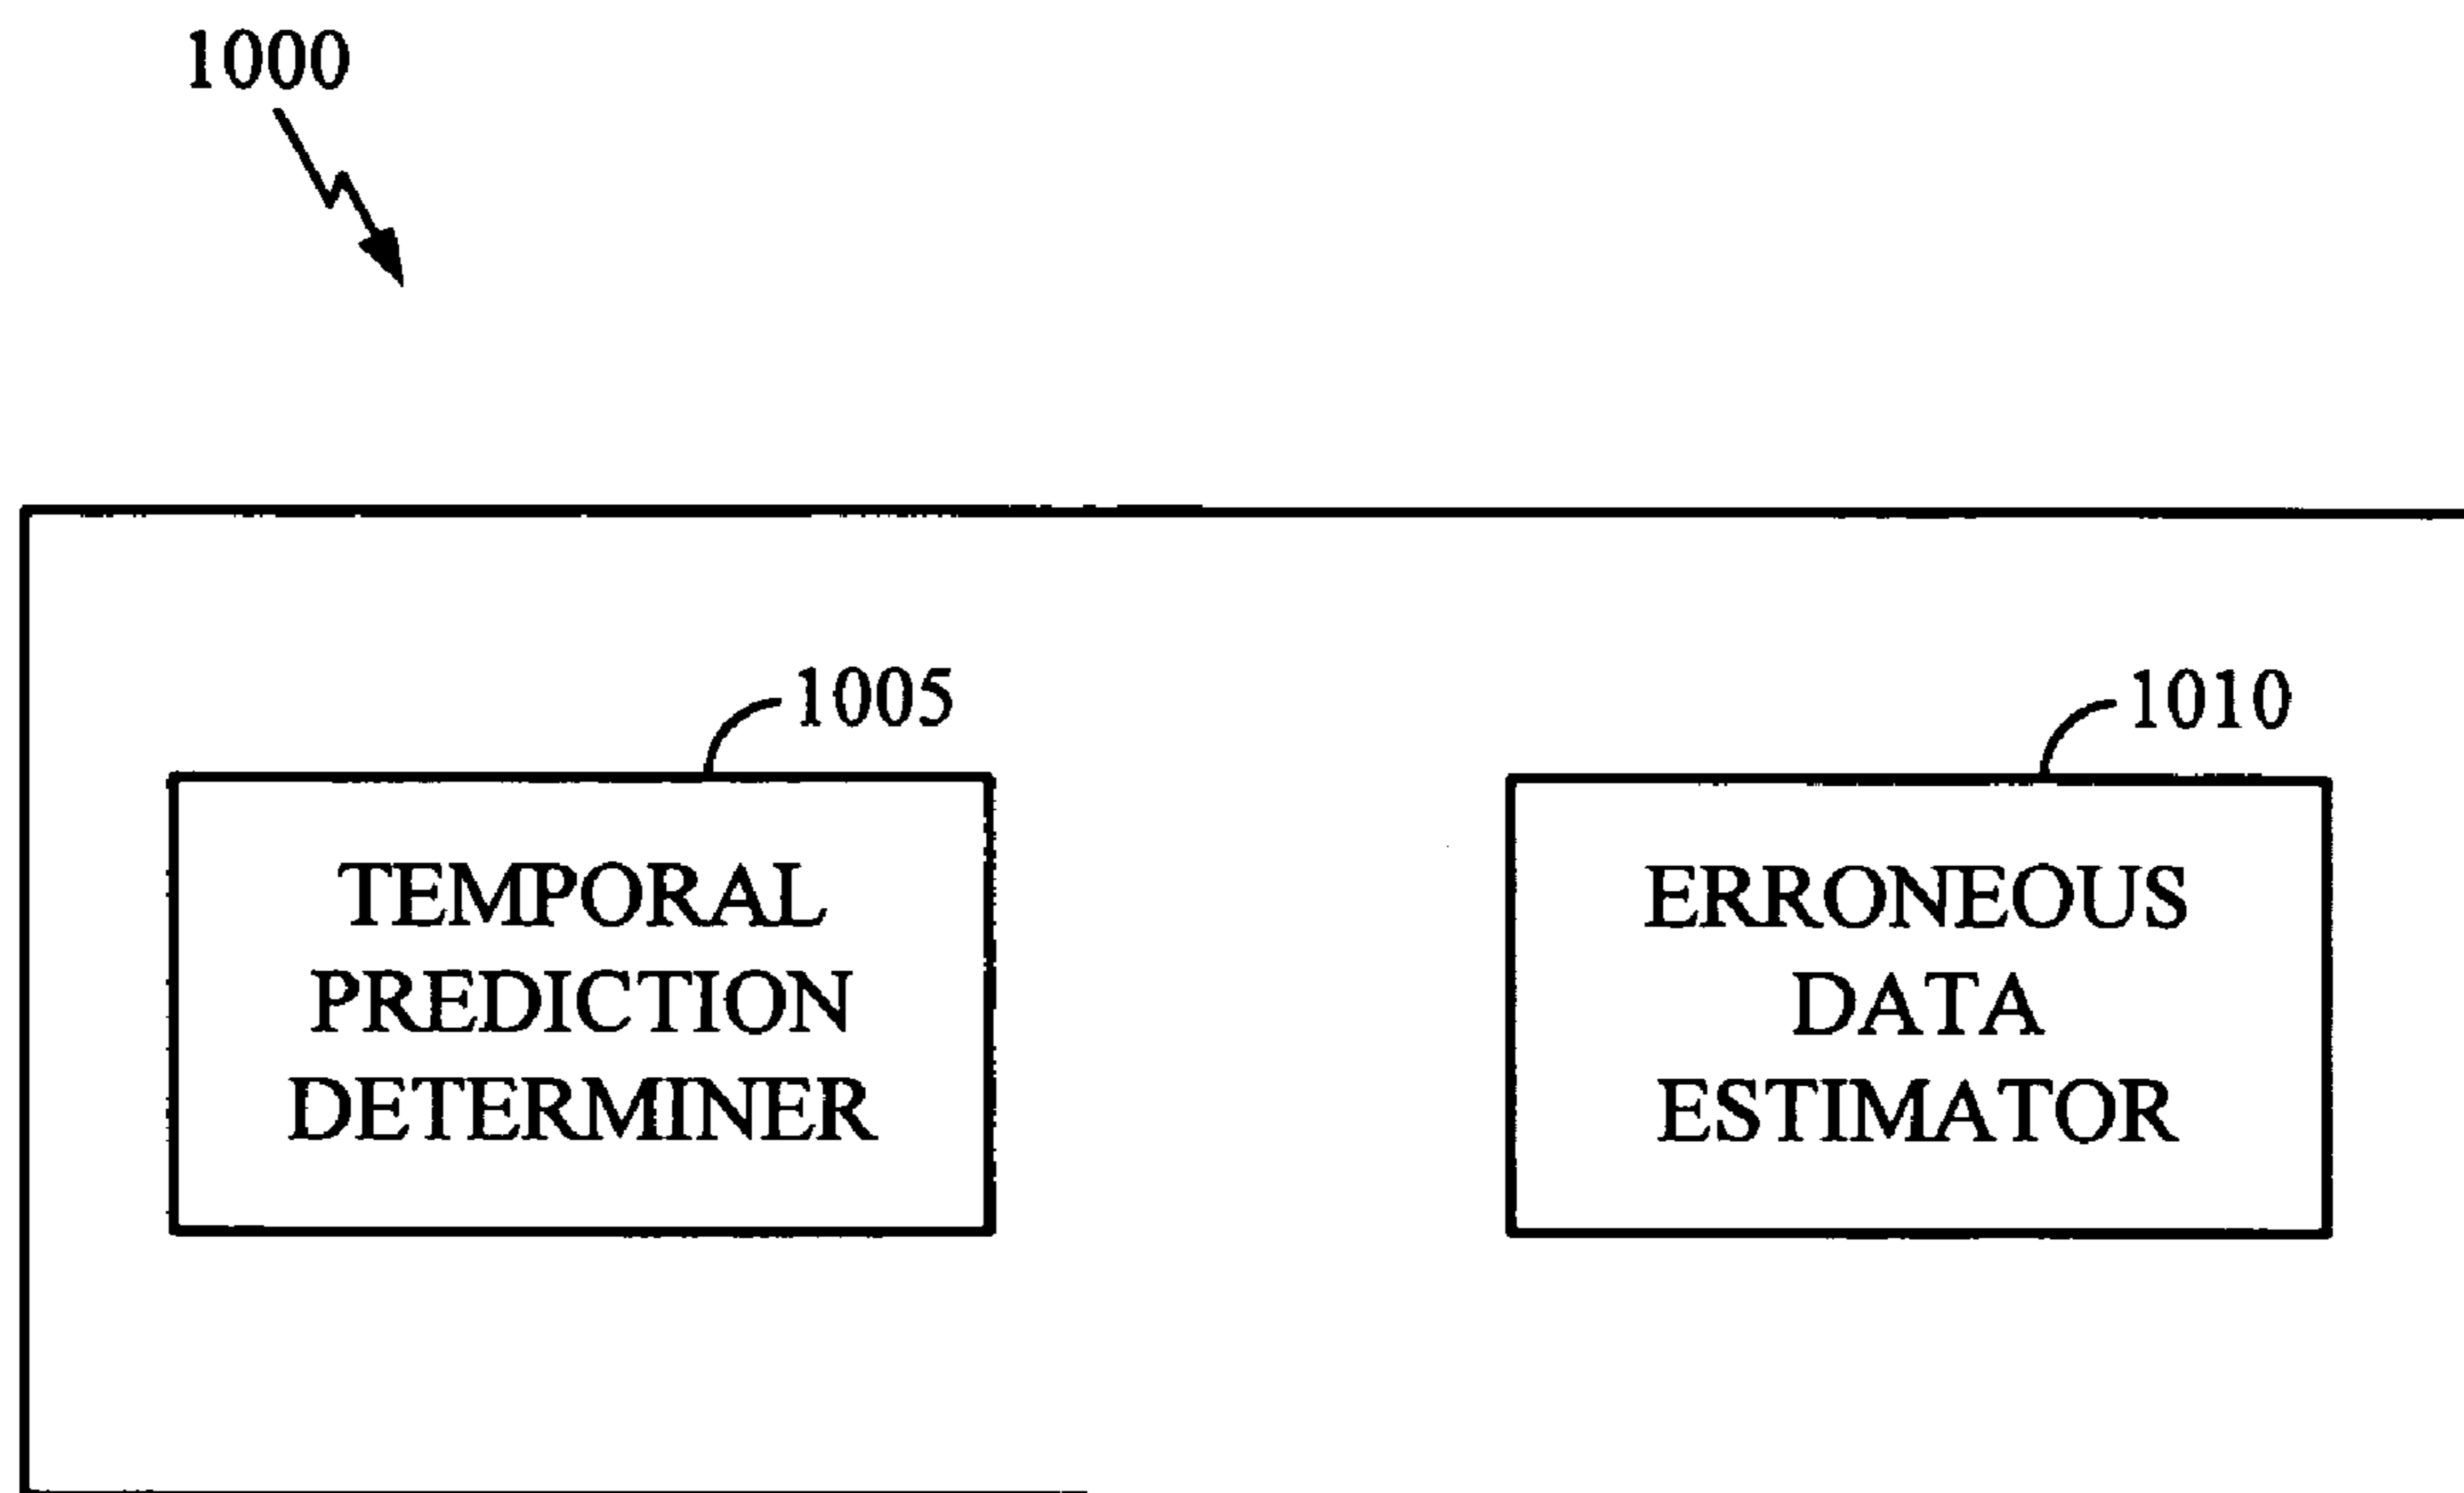 1000
1005
1010
TEMPORAL
PREDICTION
DETERMINER
ERRONEOUS
DATA
ESTIMATOR